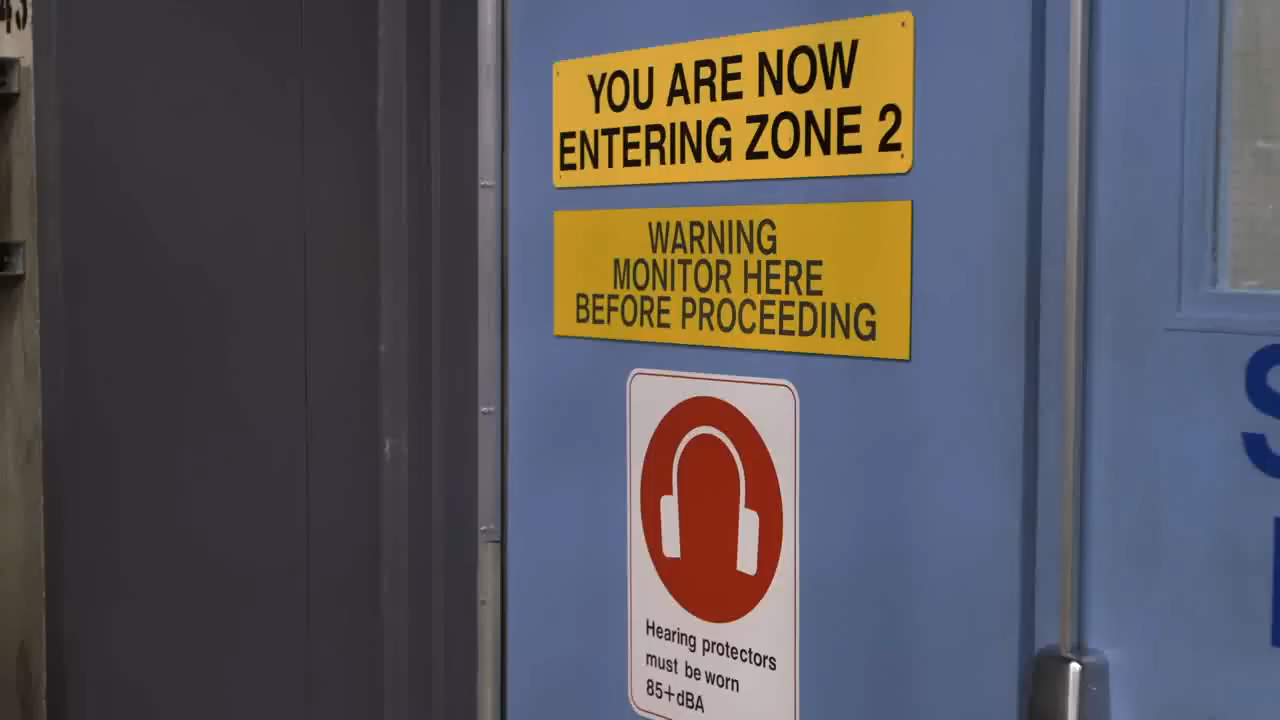 YOU ARE NOW
ENTERING ZONE 2
WARNING
MONITOR HERE
BEFORE PROCEEDING
Hearing protectors
must be worn
85+dBA